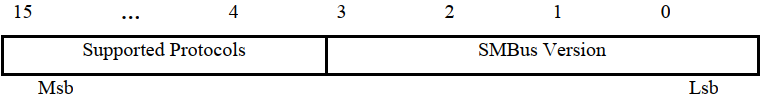 15 ... 4 3 2 1 0
Supported Protocols SMBus Version
Msb Lsb